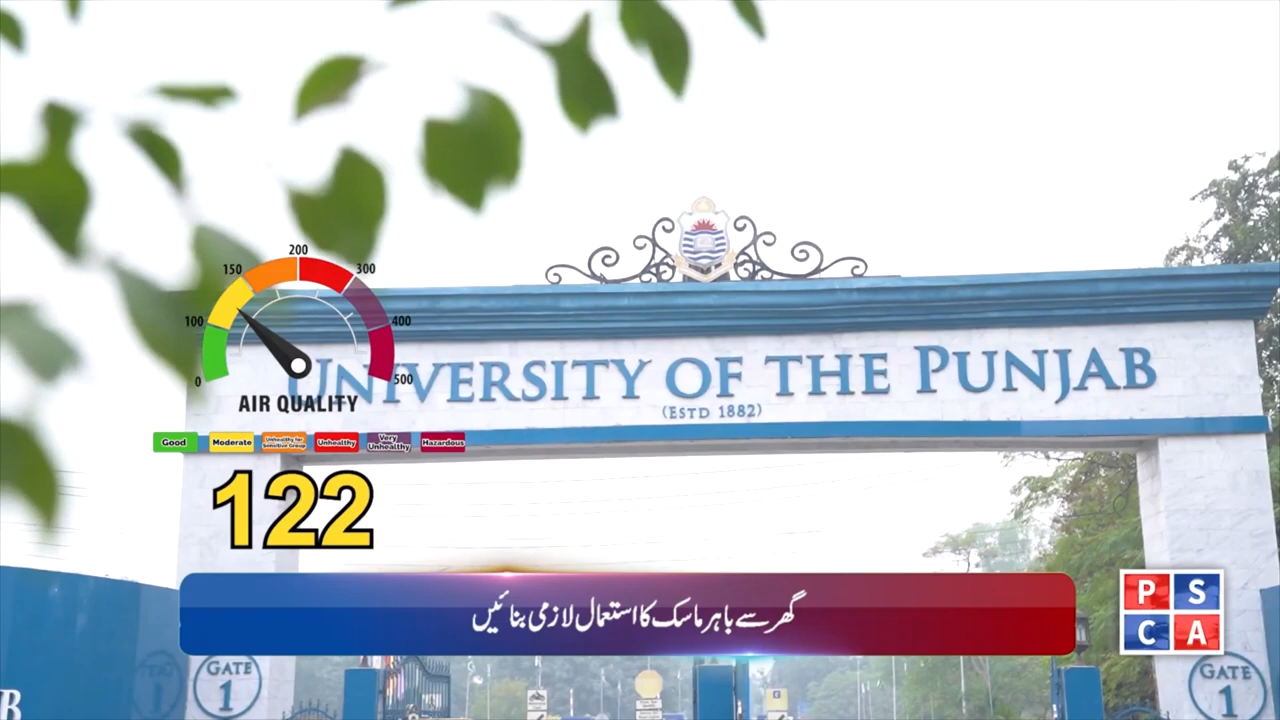 200
150
300
100
400
0
500
AIR QUALITY
Good
Moderate
Unhealthy for
Sensitive Group
Unhealthy
Very
Unhealthy
Hazardous
122
UNIVERSITY OF THE PUNJAB
(ESTD 1882)
گھر سے باہر ماسک کا استعمال لازمی بنائیں
P S
C A
GATE
1
GATE
1